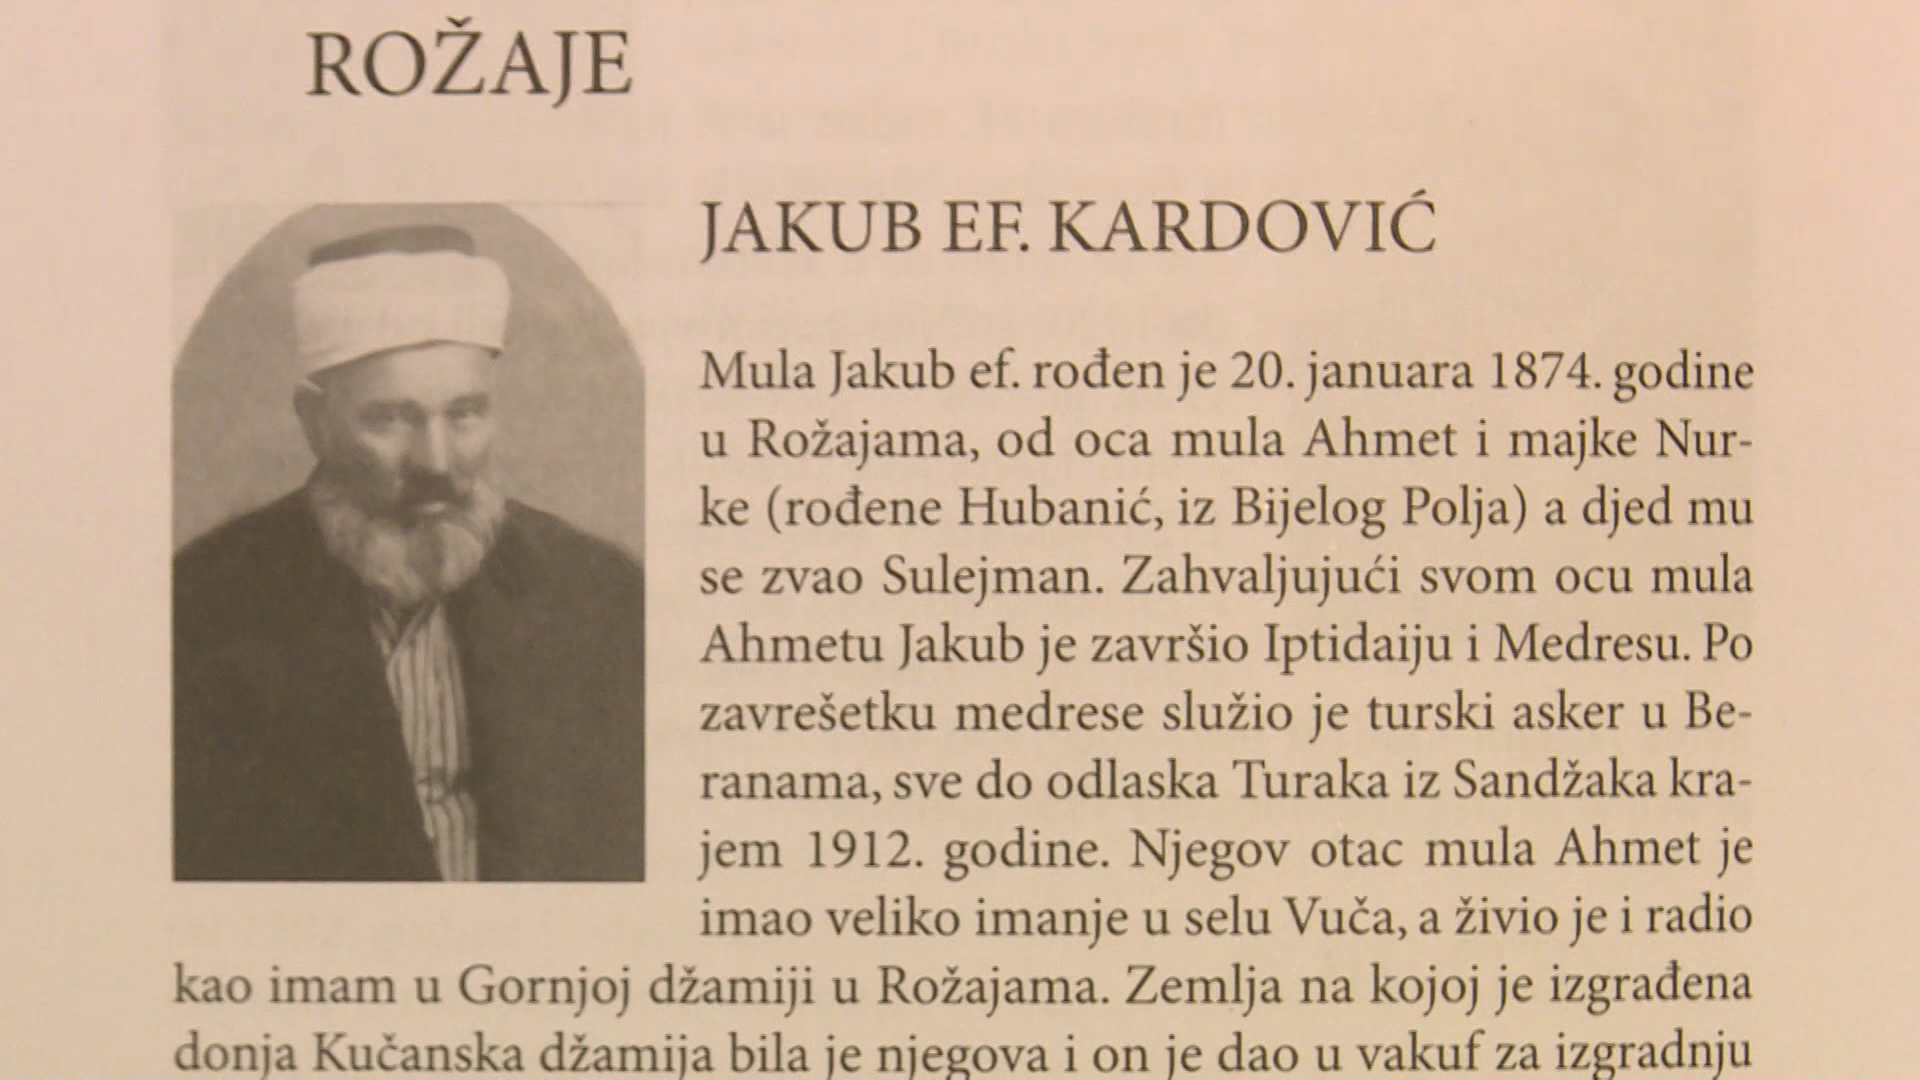 ROŽAJE
JAKUB EF. KARDOVIĆ
Mula Jakub ef. rođen je 20. januara 1874. godine
u Rožajama, od oca mula Ahmet i majke Nur-
ke (rođene Hubanić, iz Bijelog Polja) a djed mu
se zvao Sulejman. Zahvaljujući svom ocu mula
Ahmetu Jakub je završio Iptidaiju i Medresu. Po
zavrešetku medrese služio je turski asker u Be-
ranama, sve do odlaska Turaka iz Sandžaka kra-
jem 1912. godine. Njegov otac mula Ahmet je
imao veliko imanje u selu Vuča, a živio je i radio
kao imam u Gornjoj džamiji u Rožajama. Zemlja na kojoj je izgrađena
donja Kučanska džamija bila je njegova i on je dao u vakuf za izgradnju